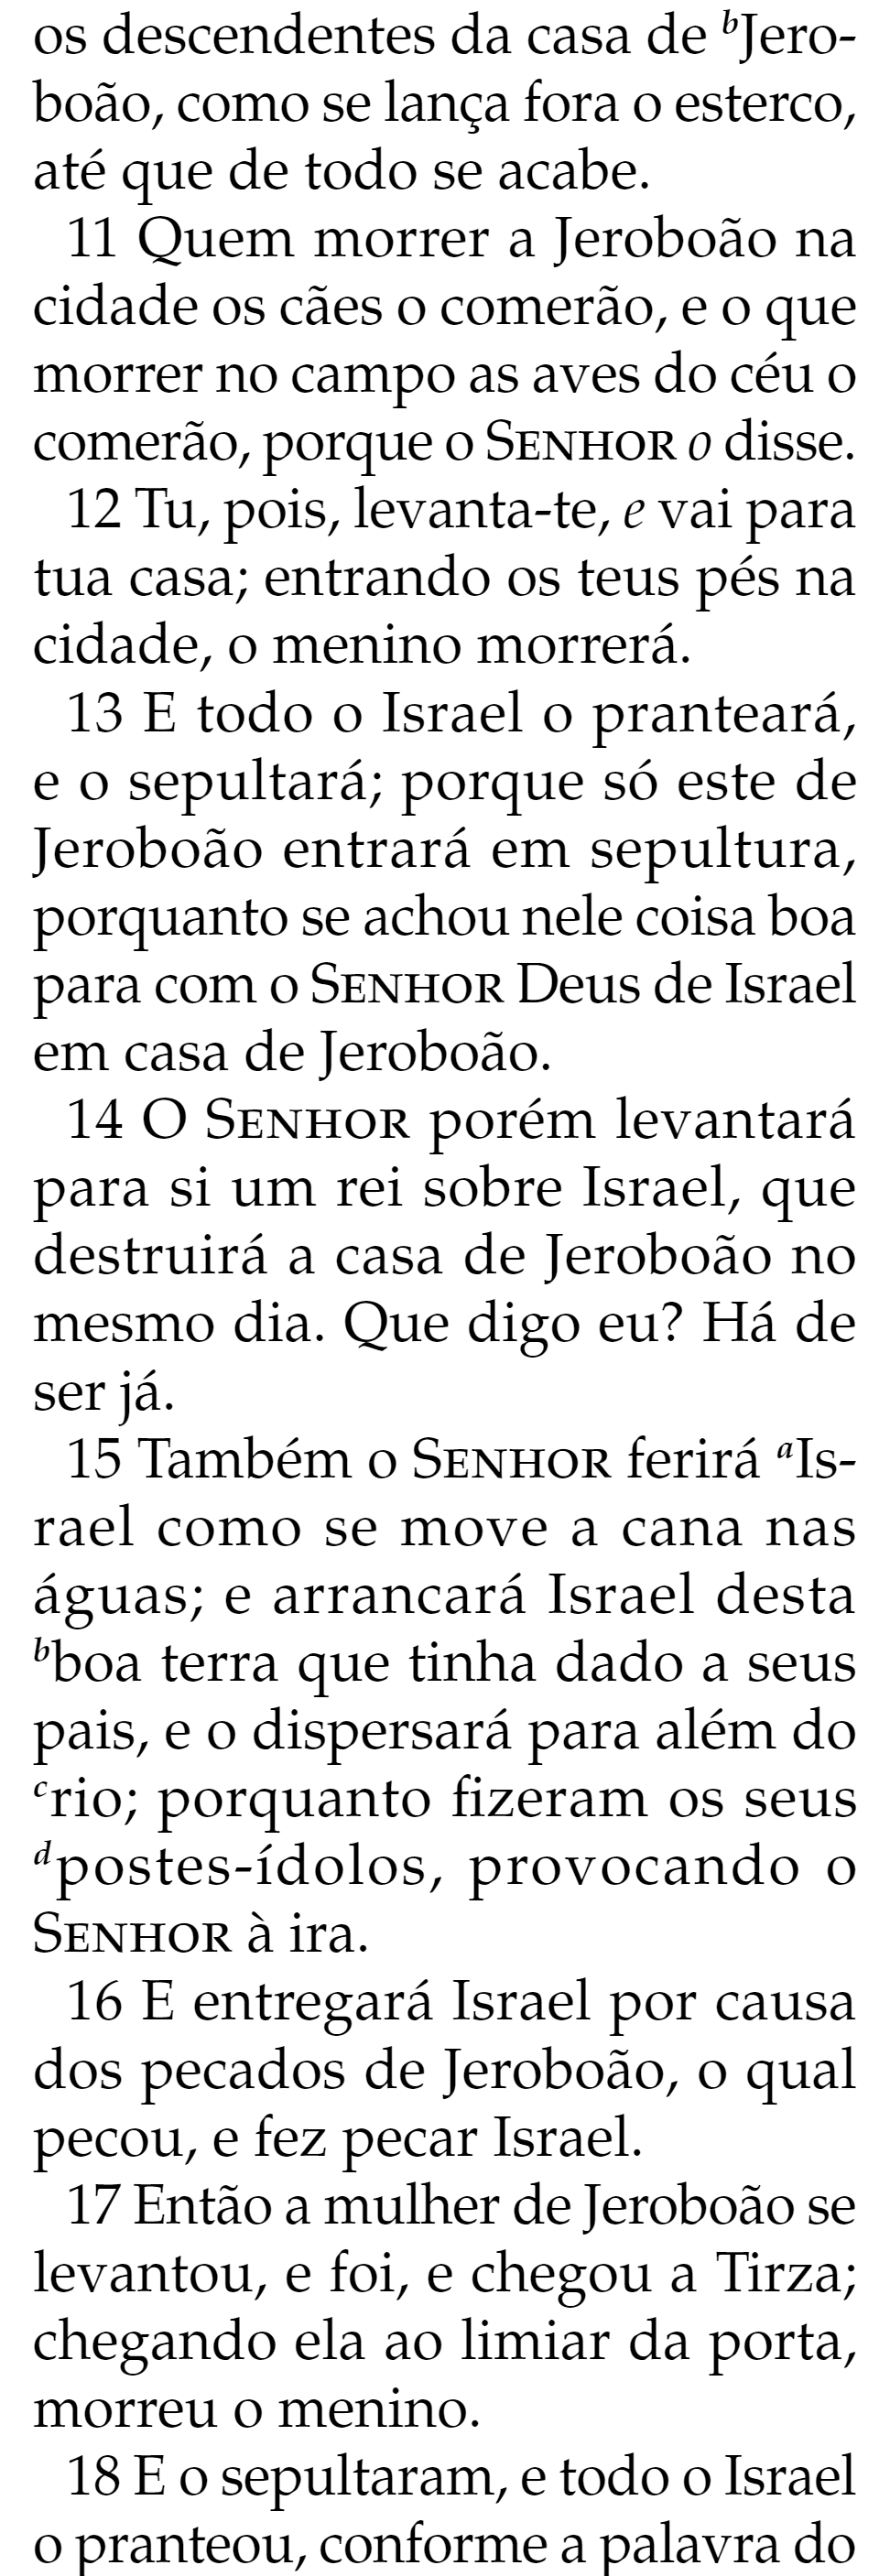 os descendentes da casa de bJero-
boão, como se lança fora o esterco,
até que de todo se acabe.
11 Quem morrer a Jeroboão na
cidade os cães o comerão, e o que
morrer no campo as aves do céu o
comerão, porque o SENHOR o disse.
12 Tu, pois, levanta-te, e vai para
tua casa; entrando os teus pés na
cidade, o menino morrerá.
13 E todo o Israel o pranteará,
e o sepultará; porque só este de
Jeroboão entrará em sepultura,
porquanto se achou nele coisa boa
para com o SENHOR Deus de Israel
em casa de Jeroboão.
14 O SENHOR porém levantará
para si um rei sobre Israel, que
destruirá a casa de Jeroboão no
mesmo dia. Que digo eu? Há de
ser já.
15 Também o SENHOR ferirá aIs-
rael como se move a cana nas
águas; e arrancará Israel desta
bboa terra que tinha dado a seus
pais, e o dispersará para além do
crio; porquanto fizeram os seus
dpostes-ídolos, provocando o
SENHOR à ira.
16 E entregará Israel por causa
dos pecados de Jeroboão, o qual
pecou, e fez pecar Israel.
17 Então a mulher de Jeroboão se
levantou, e foi, e chegou a Tirza;
chegando ela ao limiar da porta,
morreu o menino.
18 E o sepultaram, e todo o Israel
o pranteou, conforme a palavra do